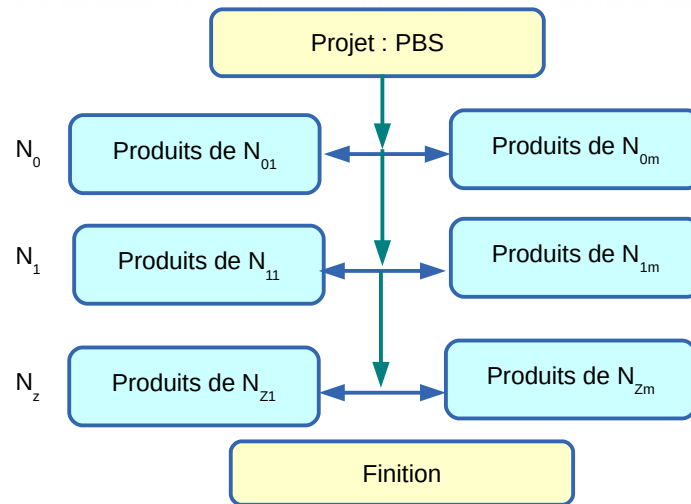 Projet : PBS
N0 Produits de N01 Produits de N0m
N1 Produits de N11 Produits de N1m
Nz Produits de NZ1 Produits de NZm
Finition